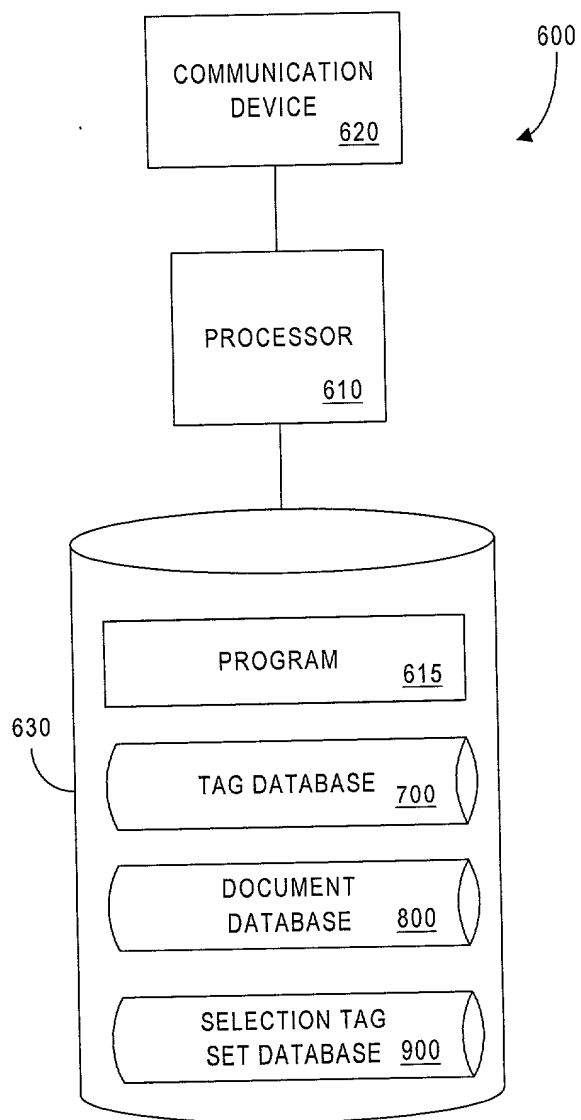 600
COMMUNICATION
DEVICE
620
PROCESSOR
610
PROGRAM
615
630
TAG DATABASE
700
DOCUMENT
DATABASE 800
SELECTION TAG
SET DATABASE 900